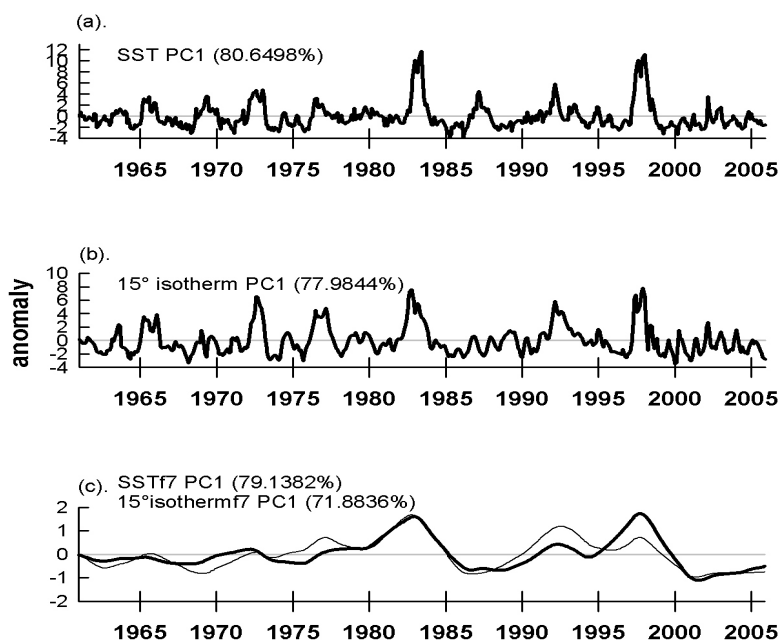 (a).
SST PC1 (80.6498%)
12
10
8
6
4
2
0
-2
-4
1965 1970 1975 1980 1985 1990 1995 2000 2005
(b).
15° isotherm PC1 (77.9844%)
10
8
6
4
2
0
-2
-4
1965 1970 1975 1980 1985 1990 1995 2000 2005
anomaly
(c).
SSTf7 PC1 (79.1382%)
15°isothermf7 PC1 (71.8836%)
2
1
0
-1
-2
1965 1970 1975 1980 1985 1990 1995 2000 2005